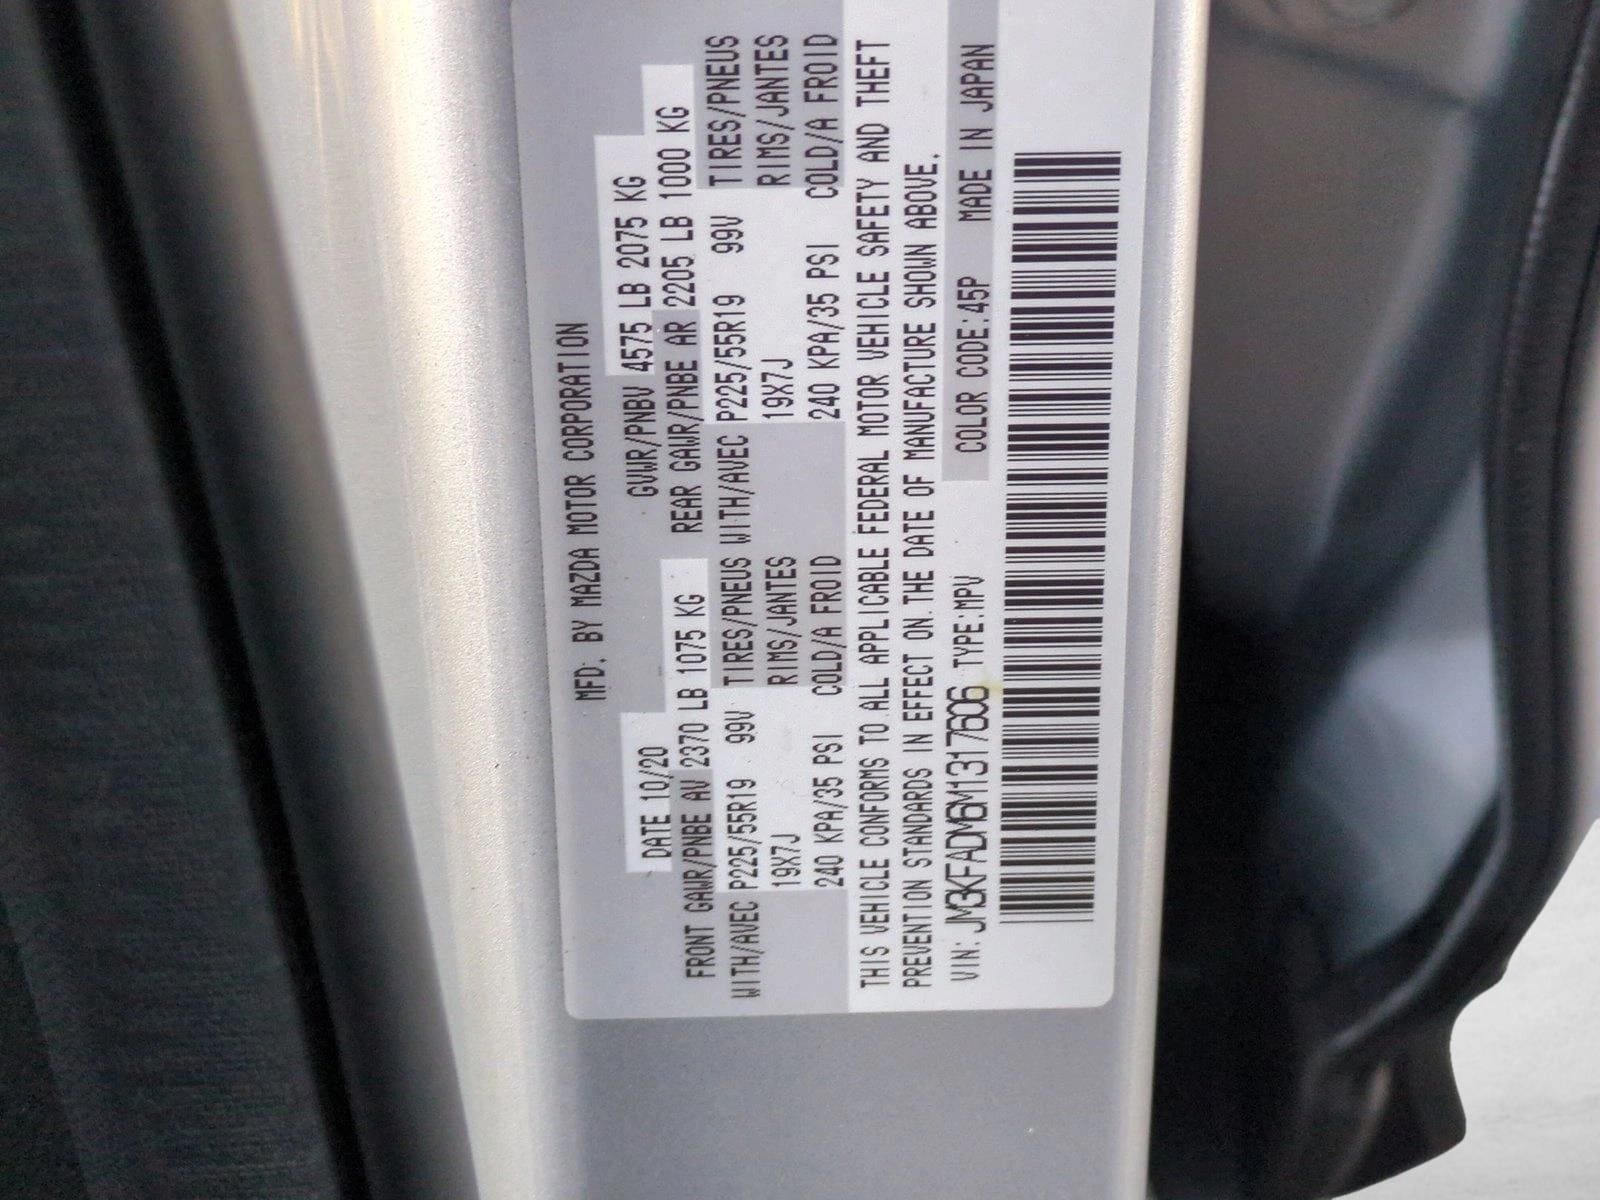 MFD. BY MAZDA MOTOR CORPORATION
DATE 10/20 GVWR/PNBV 4575 LB 2075 KG
FRONT GAWR/PNBE AV 2370 LB 1075 KG REAR GAWR/PNBE AR 2205 LB 1000 KG
WITH/AVEC P225/55R19 99V TIRES/PNEUS WITH/AVEC P225/55R19 99V TIRES/PNEUS
19X7J RIMS/JANTES 19X7J RIMS/JANTES
240 KPA/35 PSI COLD/A FROID 240 KPA/35 PSI COLD/A FROID
THIS VEHICLE CONFORMS TO ALL APPLICABLE FEDERAL MOTOR VEHICLE SAFETY AND THEFT
PREVENTION STANDARDS IN EFFECT ON THE DATE OF MANUFACTURE SHOWN ABOVE.
VIN: JM3KFADM6M1317606 TYPE:MPV COLOR CODE:45P MADE IN JAPAN